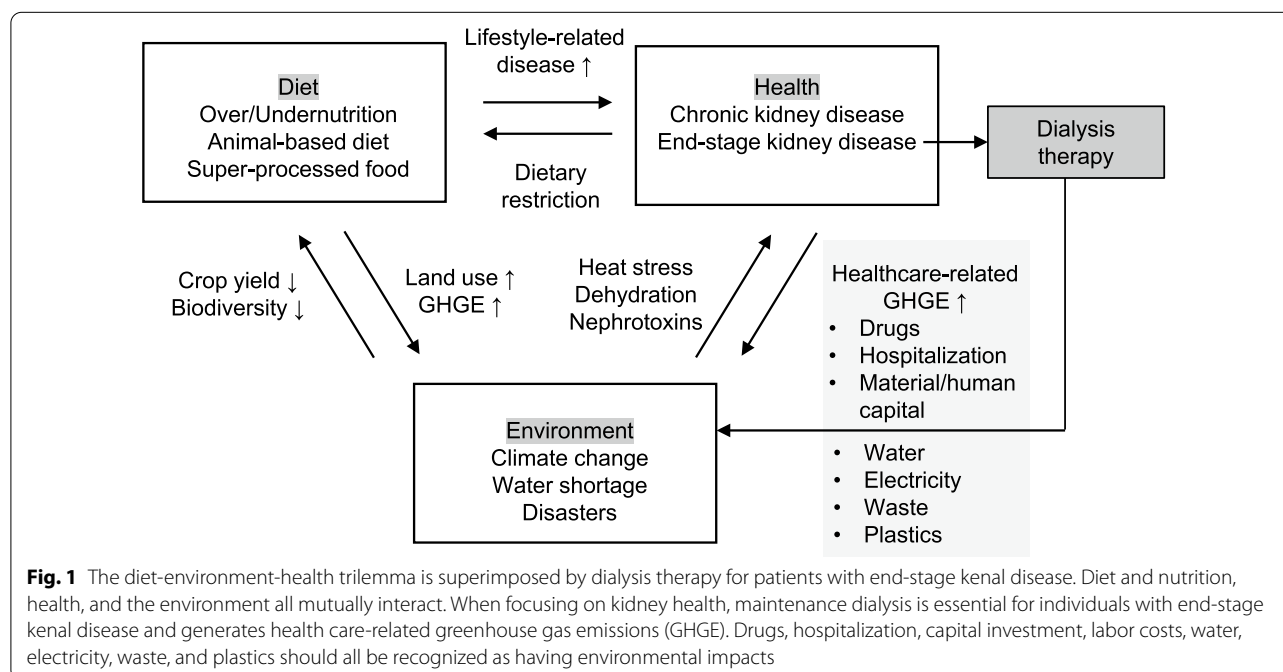 Lifestyle-related
disease ↑
Diet
Over/Undernutrition
Animal-based diet
Super-processed food
Health
Chronic kidney disease
End-stage kidney disease
Dialysis
therapy
Dietary
restriction
Crop yield ↓
Biodiversity ↓
Land use ↑
GHGE ↑
Heat stress
Dehydration
Nephrotoxins
Healthcare-related
GHGE ↑
• Drugs
• Hospitalization
• Material/human
capital
• Water
• Electricity
• Waste
• Plastics
Environment
Climate change
Water shortage
Disasters
Fig. 1 The diet-environment-health trilemma is superimposed by dialysis therapy for patients with end-stage kenal disease. Diet and nutrition,
health, and the environment all mutually interact. When focusing on kidney health, maintenance dialysis is essential for individuals with end-stage
kenal disease and generates health care-related greenhouse gas emissions (GHGE). Drugs, hospitalization, capital investment, labor costs, water,
electricity, waste, and plastics should all be recognized as having environmental impacts